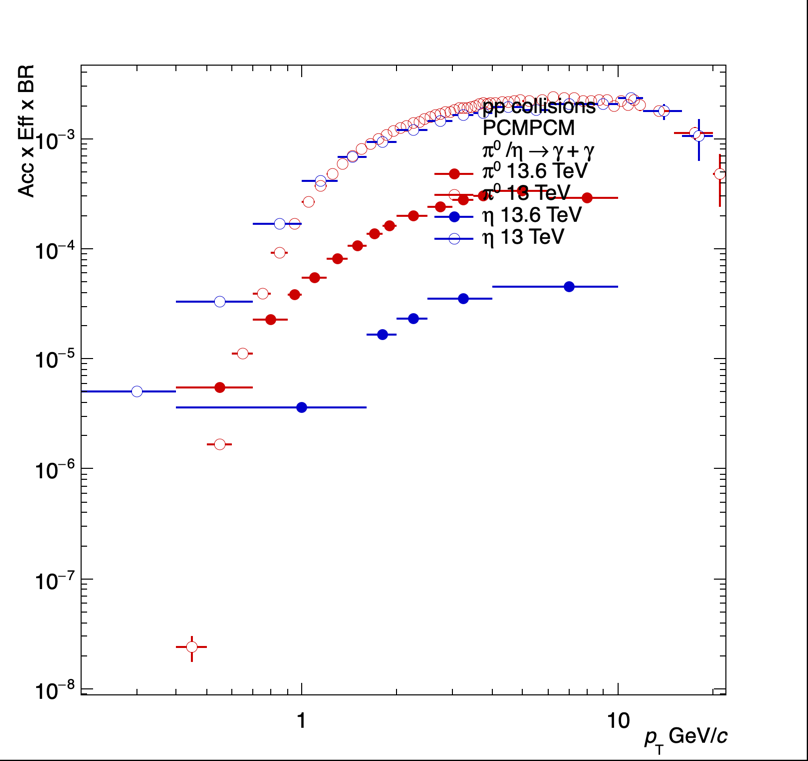 Acc x Eff x BR
10⁻³
10⁻⁴
10⁻⁵
10⁻⁶
10⁻⁷
10⁻⁸
pp collisions
PCMPCM
π⁰ /η → γ + γ
π⁰ 13.6 TeV
π⁰ 13 TeV
η 13.6 TeV
η 13 TeV
1 10
p_T GeV/c